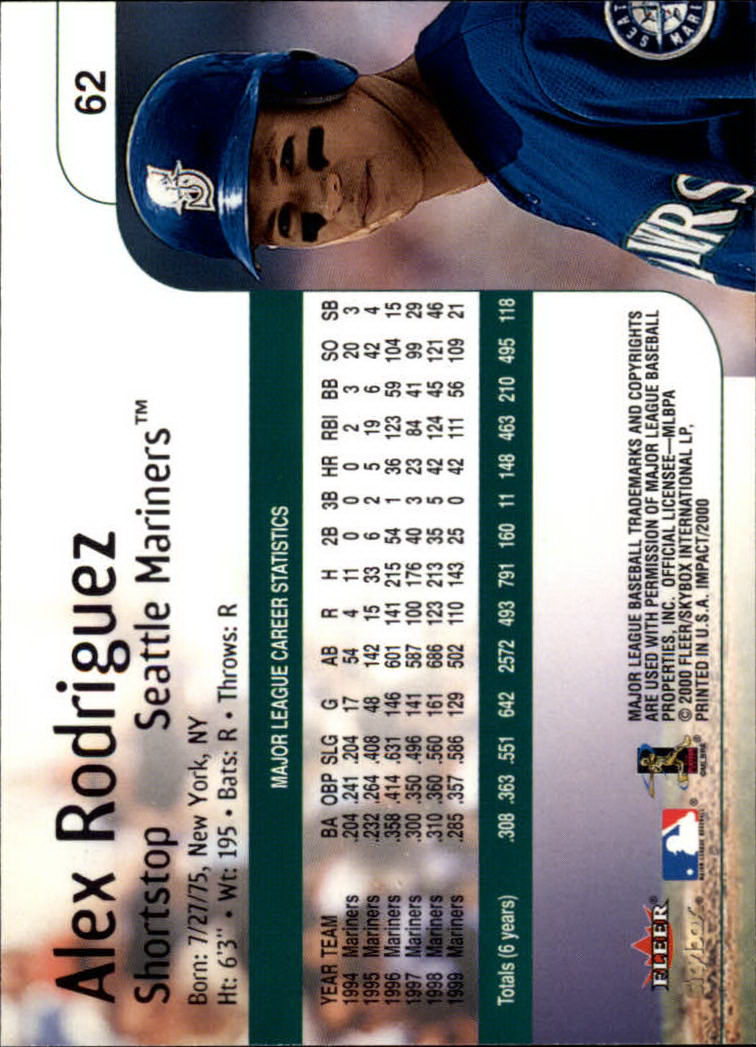 62
Alex Rodriguez
Shortstop Seattle Mariners™
Born: 7/27/75, New York, NY
Ht: 6'3" • Wt: 195 • Bats: R • Throws: R
MAJOR LEAGUE CAREER STATISTICS
YEAR TEAM BA OBP SLG G AB R H 2B 3B HR RBI BB SO SB
1994 Mariners .204 .241 .204 17 54 4 11 0 0 0 2 3 20 3
1995 Mariners .232 .264 .408 48 142 15 33 6 2 5 19 6 42 4
1996 Mariners .358 .414 .631 146 601 141 215 54 1 36 123 59 104 15
1997 Mariners .300 .350 .496 141 587 100 176 40 3 23 84 41 99 29
1998 Mariners .310 .360 .560 161 686 123 213 35 5 42 124 45 121 46
1999 Mariners .285 .357 .586 129 502 110 143 25 0 42 111 56 109 21
Totals (6 years) .308 .363 .551 642 2572 493 791 160 11 148 463 210 495 118
FLEER®
Skybox®
MAJOR LEAGUE BASEBALL®
©MLBPA
MAJOR LEAGUE BASEBALL TRADEMARKS AND COPYRIGHTS
ARE USED WITH PERMISSION OF MAJOR LEAGUE BASEBALL
PROPERTIES, INC. OFFICIAL LICENSEE—MLBPA
© 2000 FLEER/SKYBOX INTERNATIONAL LP,
PRINTED IN U.S.A. IMPACT/2000